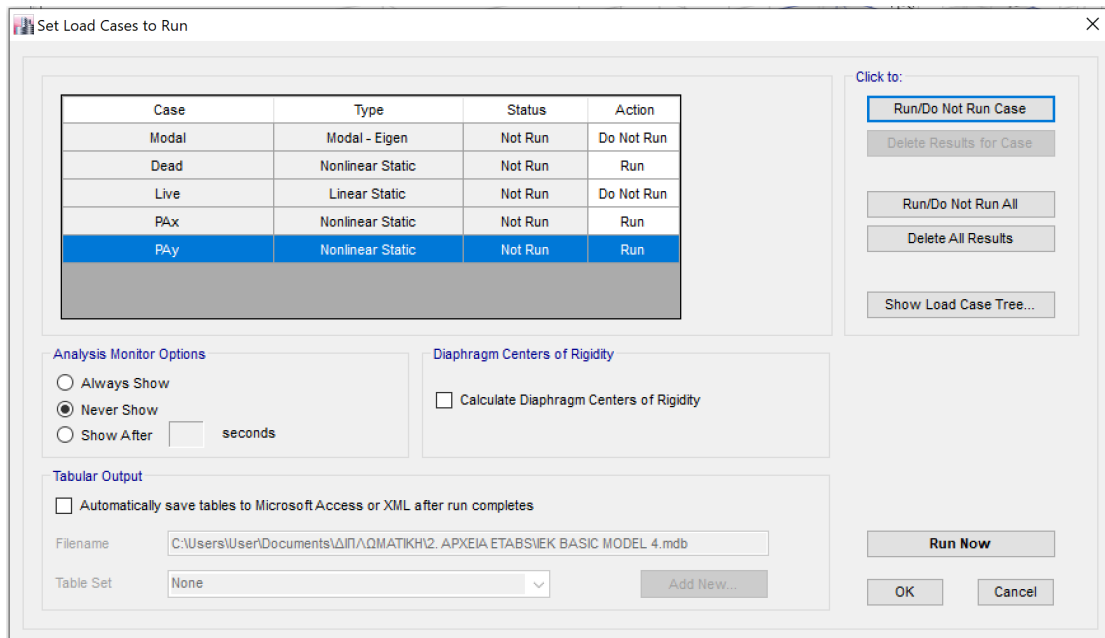 Set Load Cases to Run
Click to:
Case Type Status Action
Modal Modal - Eigen Not Run Do Not Run
Dead Nonlinear Static Not Run Run
Live Linear Static Not Run Do Not Run
PAx Nonlinear Static Not Run Run
PAy Nonlinear Static Not Run Run
Run/Do Not Run Case
Delete Results for Case
Run/Do Not Run All
Delete All Results
Show Load Case Tree...
Analysis Monitor Options
Always Show
Never Show
Show After seconds
Diaphragm Centers of Rigidity
Calculate Diaphragm Centers of Rigidity
Tabular Output
Automatically save tables to Microsoft Access or XML after run completes
Filename C:\Users\User\Documents\ΔΙΠΛΩΜΑΤΙΚΗ\2. ΑΡΧΕΙΑ ETABS\IEK BASIC MODEL 4.mdb
Table Set None Add New...
Run Now
OK Cancel